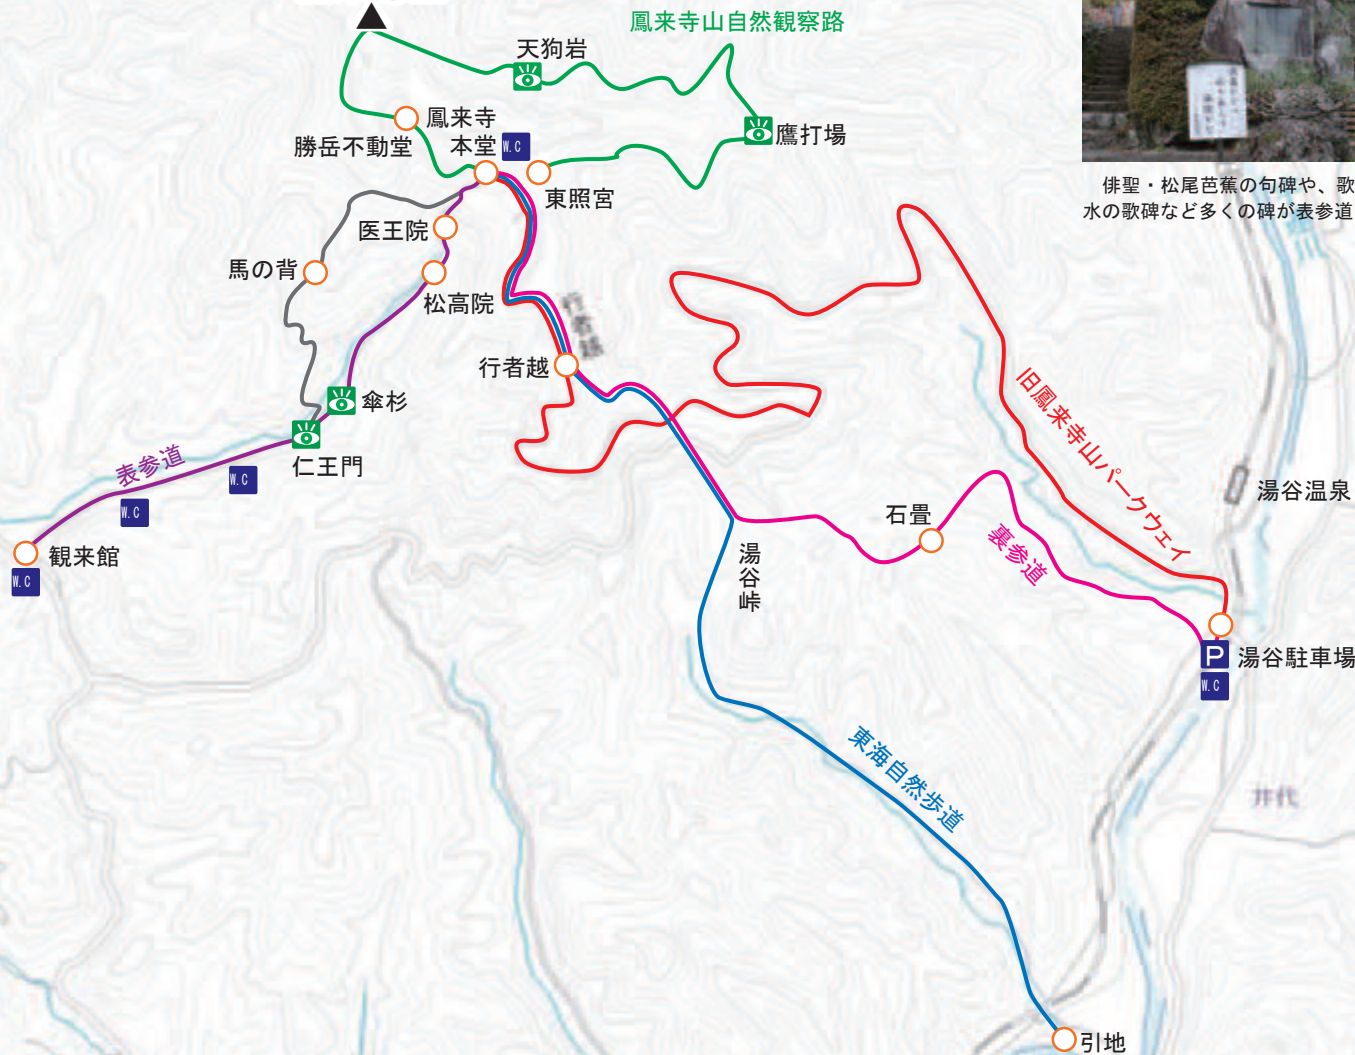 鳳来寺山自然観察路
天狗岩
鷹打場
鳳来寺
本堂
W.C
勝岳不動堂
東照宮
医王院
馬の背
松高院
行者越
傘杉
仁王門
表参道
W.C
W.C
観来館
W.C
俳聖・松尾芭蕉の句碑や、歌
水の歌碑など多くの碑が表参道
旧鳳来寺山パークウェイ
湯谷温泉
石畳
裏参道
湯谷峠
P
湯谷駐車場
W.C
東海自然歩道
井代
引地